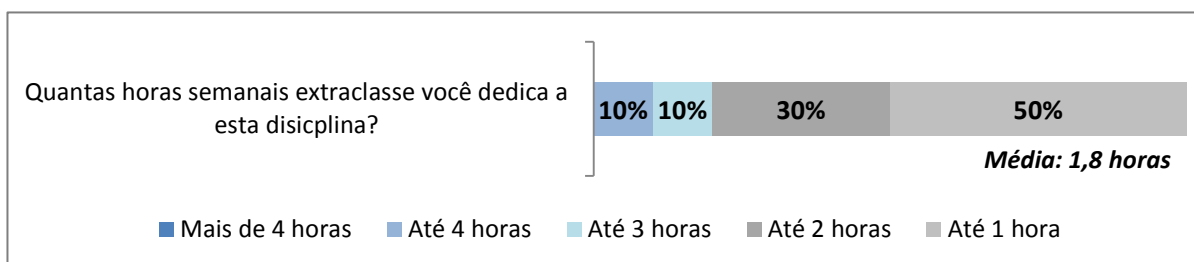 Quantas horas semanais extraclasse você dedica a
esta disicplina?
10% 10% 30% 50%
Média: 1,8 horas
Mais de 4 horas Até 4 horas Até 3 horas Até 2 horas Até 1 hora